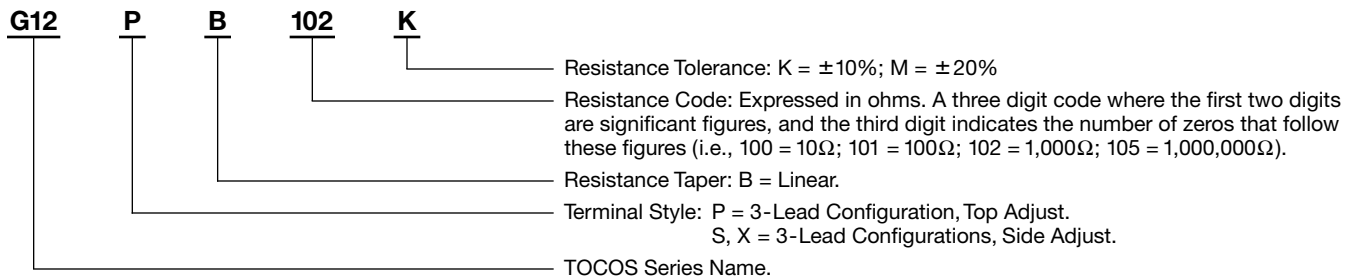 G12 P B 102 K
Resistance Tolerance: K = ±10%; M = ±20%
Resistance Code: Expressed in ohms. A three digit code where the first two digits
are significant figures, and the third digit indicates the number of zeros that follow
these figures (i.e., 100 = 10Ω; 101 = 100Ω; 102 = 1,000Ω; 105 = 1,000,000Ω).
Resistance Taper: B = Linear.
Terminal Style: P = 3-Lead Configuration, Top Adjust.
S, X = 3-Lead Configurations, Side Adjust.
TOCOS Series Name.